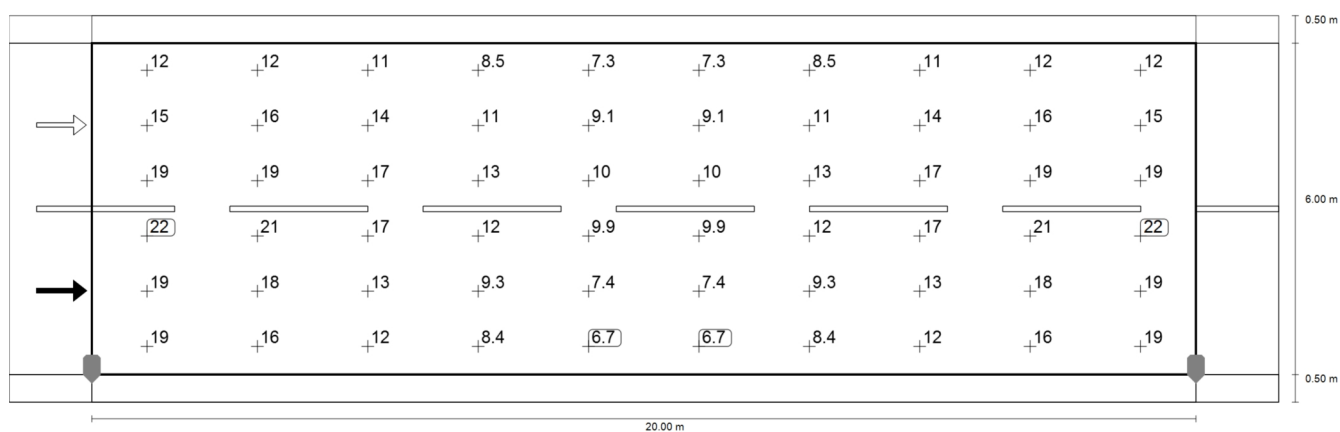 0.50 m
12 12 11 8.5 7.3 7.3 8.5 11 12 12
15 16 14 11 9.1 9.1 11 14 16 15
19 19 17 13 10 10 13 17 19 19
6.00 m
22 21 17 12 9.9 9.9 12 17 21 22
19 18 13 9.3 7.4 7.4 9.3 13 18 19
19 16 12 8.4 6.7 6.7 8.4 12 16 19
0.50 m
20.00 m